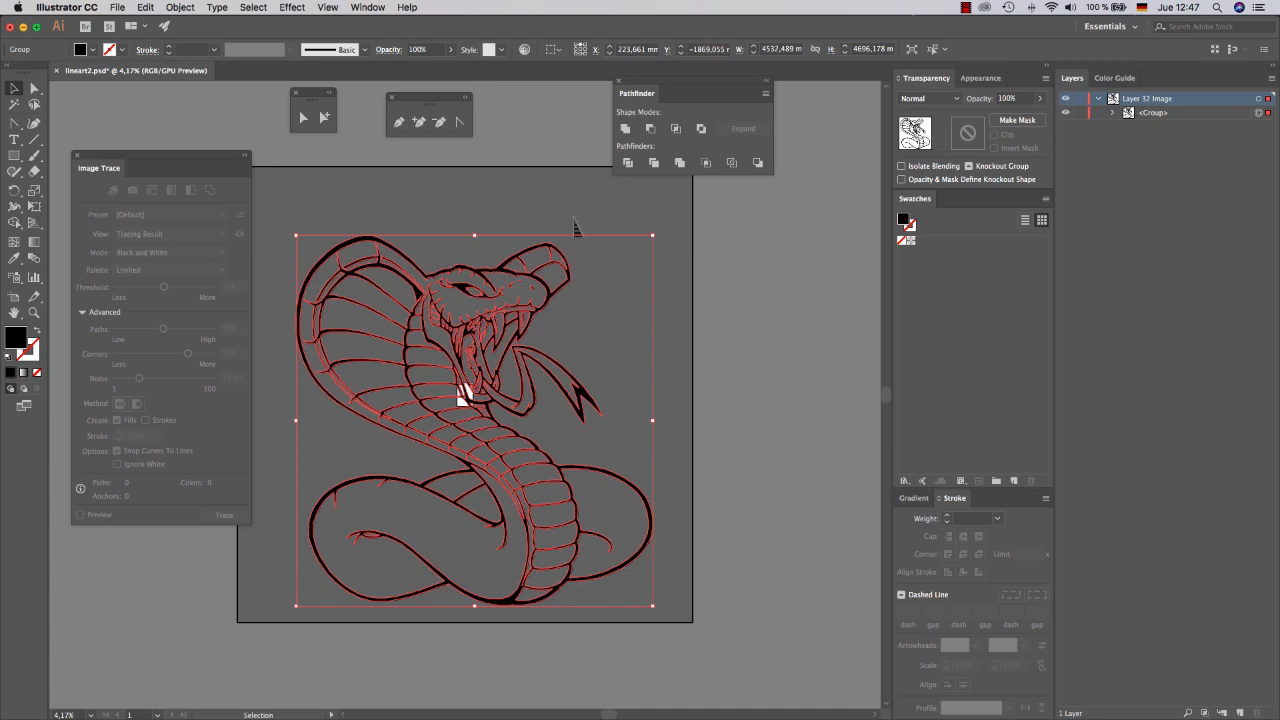 Illustrator CC File Edit Object Type Select Effect View Window Help 100% Jue 12:47
Ai Br St Essentials Search Adobe Stock
Group Stroke: Basic Opacity: 100% Style: X: 223,661 mm Y: -1869,055 m W: 4532,489 m H: 4696,178 m
× lineart2.psd* @ 4,17% (RGB/GPU Preview)
Pathfinder
Shape Modes:
Expand
Pathfinders:
Image Trace
Preset: [Default]
View: Tracing Result
Mode: Black and White
Palette: Limited
Threshold:
Less More
Advanced
Paths:
Low High
Corners:
Less More
Noise:
1 100
Method:
Create: Fills Strokes
Stroke:
Options: Snap Curves To Lines
Ignore White
Paths: 0 Colors: 0
Anchors: 0
Preview Trace
Transparency Appearance
Normal Opacity: 100%
Make Mask
Clip
Invert Mask
Isolate Blending Knockout Group
Opacity & Mask Define Knockout Shape
Swatches
Gradient Stroke
Weight:
Cap:
Corner: Limit: x
Align Stroke:
Dashed Line
dash gap dash gap dash gap
Arrowheads:
Scale:
Align:
Profile:
Layers Color Guide
Layer 32 Image
<Group>
1 Layer
4,17% 1 Selection